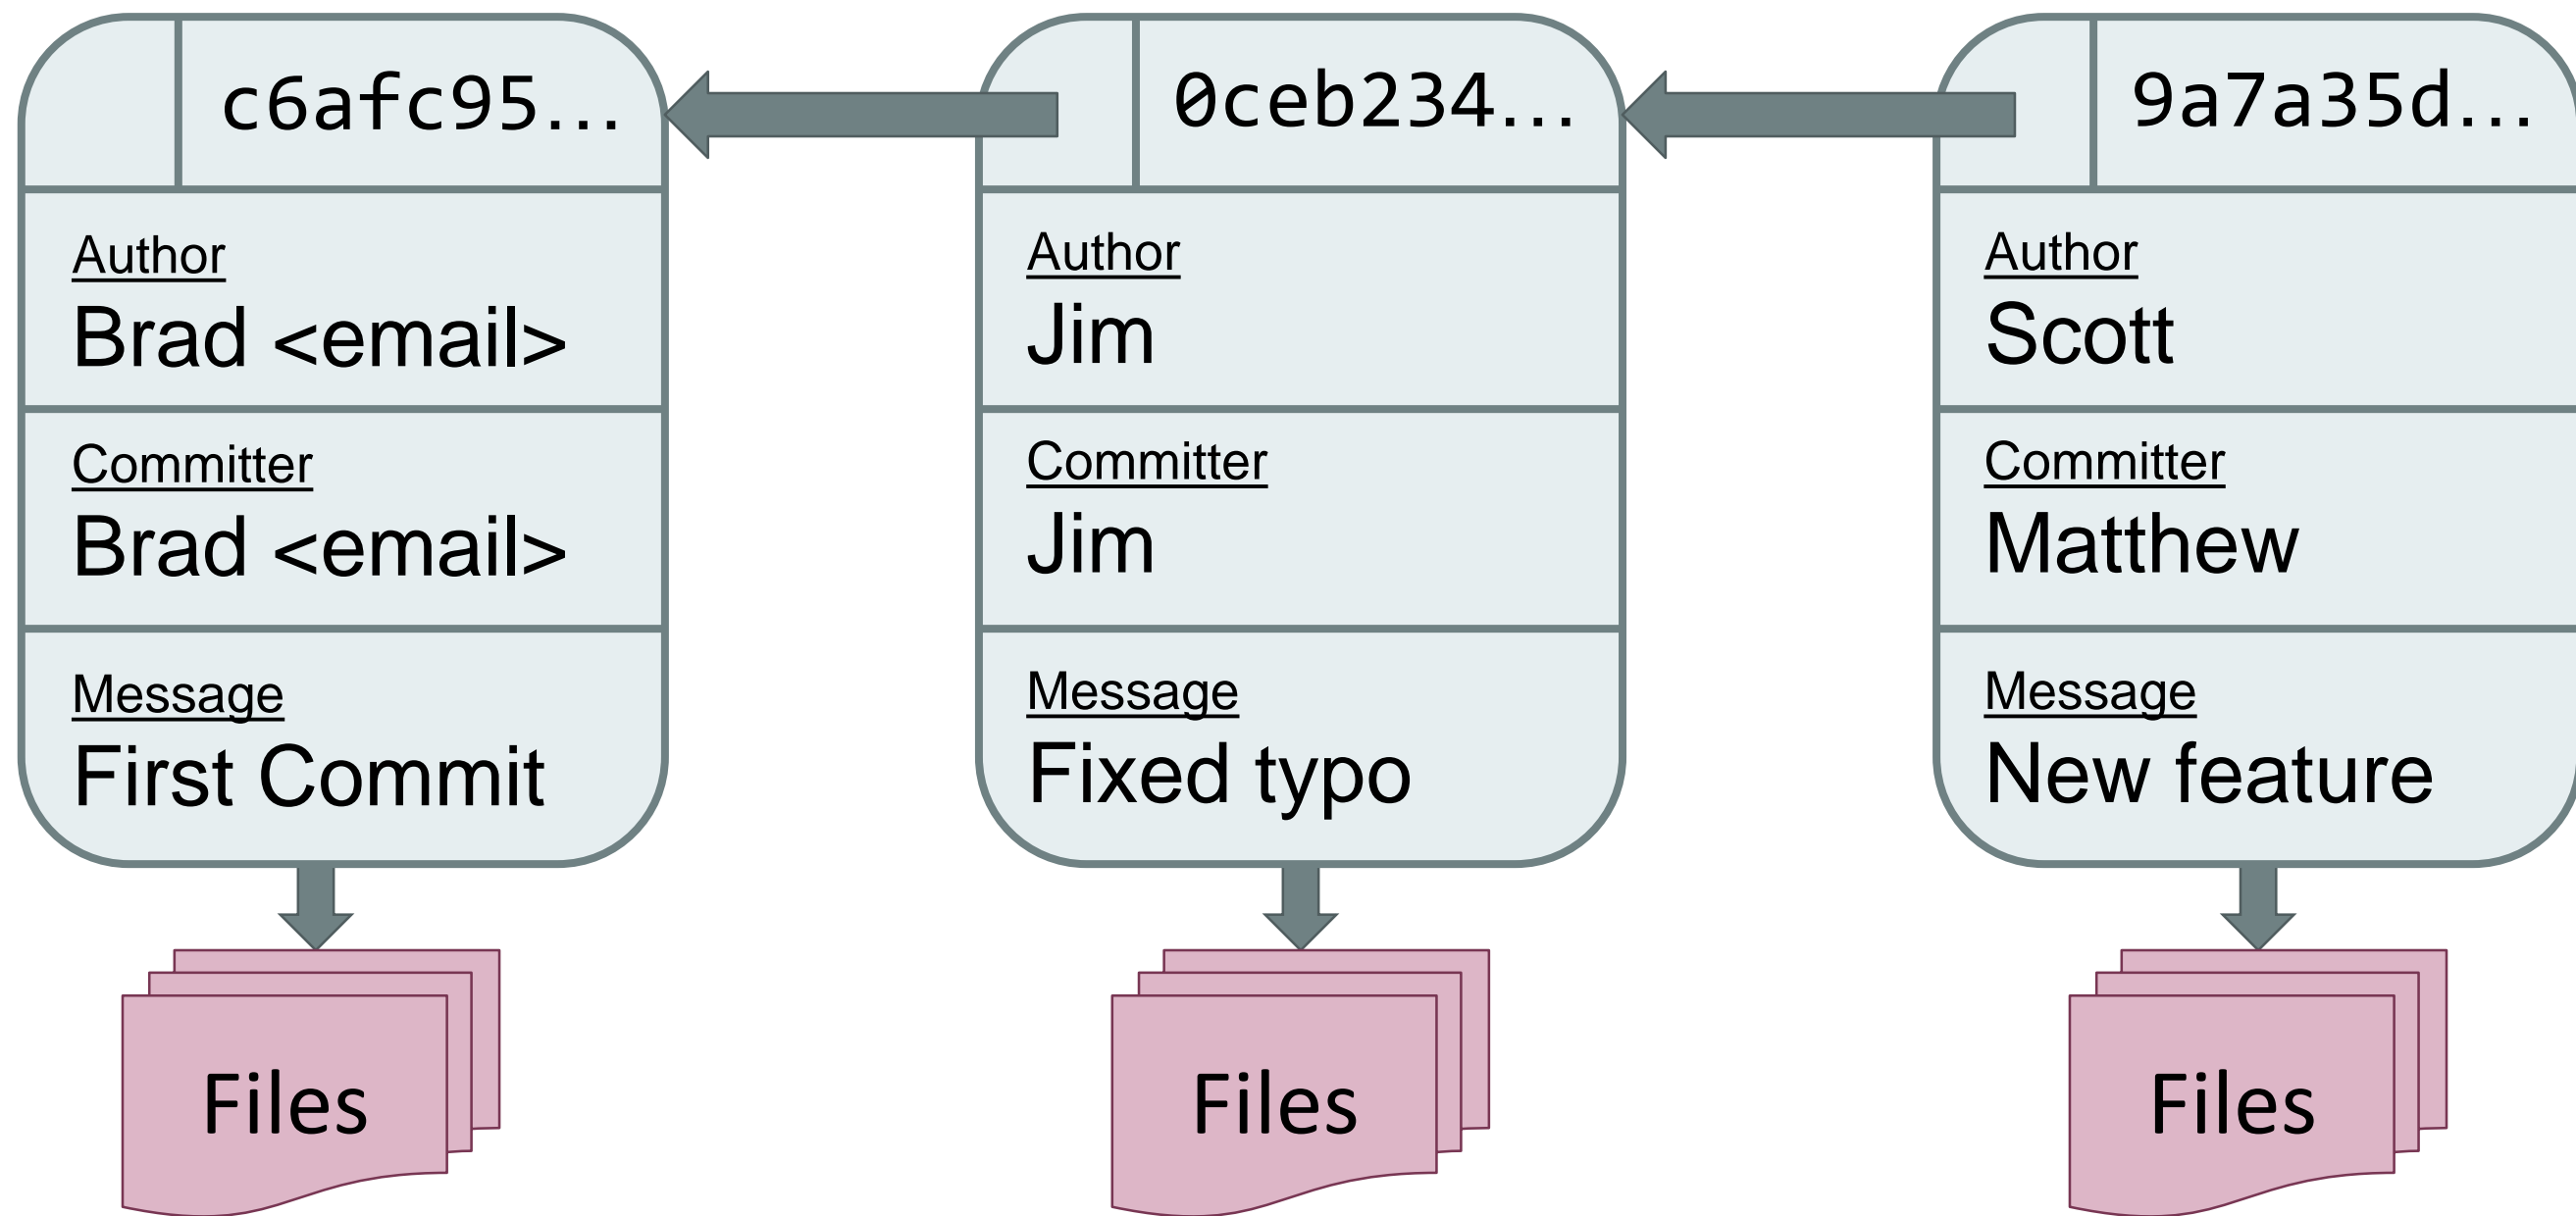 c6afc95...
Author
Brad <email>
Committer
Brad <email>
Message
First Commit
Files
0ceb234...
Author
Jim
Committer
Jim
Message
Fixed typo
Files
9a7a35d...
Author
Scott
Committer
Matthew
Message
New feature
Files